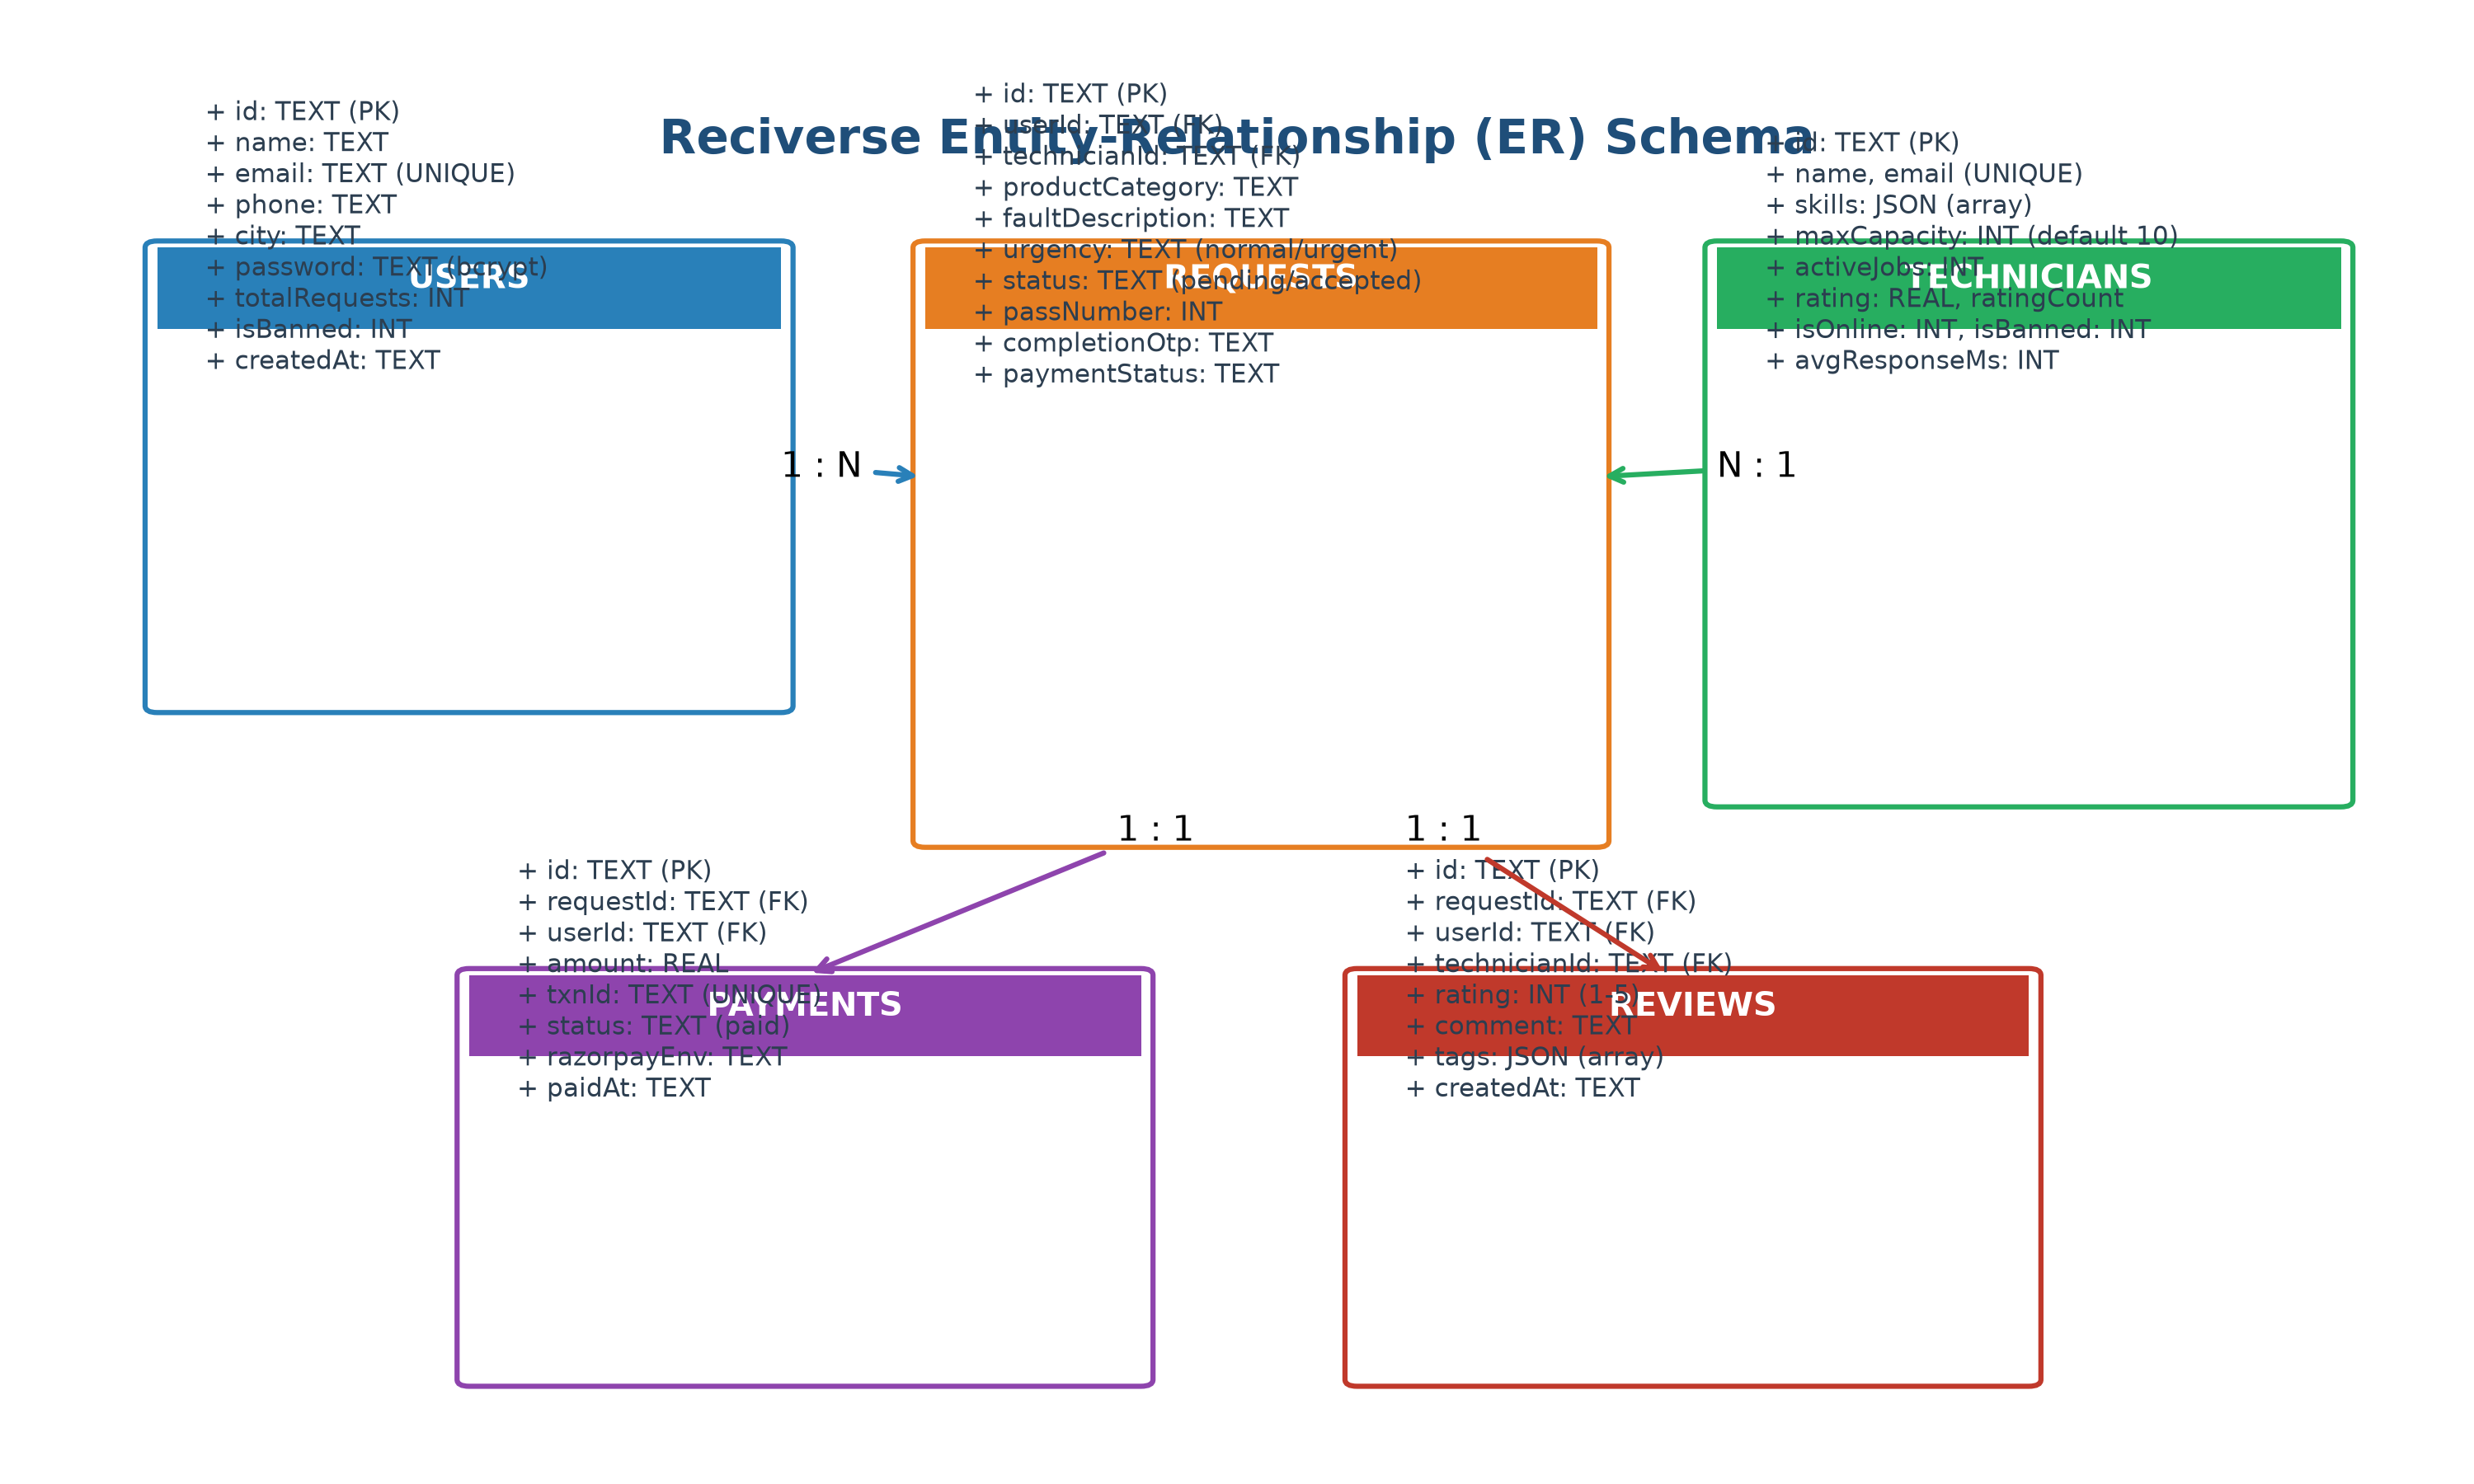 Reciverse Entity-Relationship (ER) Schema
+ id: TEXT (PK)
+ name: TEXT
+ email: TEXT (UNIQUE)
+ phone: TEXT
+ city: TEXT
+ password: TEXT (bcrypt)
+ totalRequests: INT
+ isBanned: INT
+ createdAt: TEXT
USERS
1 : N
+ id: TEXT (PK)
+ userId: TEXT (FK)
+ technicianId: TEXT (FK)
+ productCategory: TEXT
+ faultDescription: TEXT
+ urgency: TEXT (normal/urgent)
+ status: TEXT (pending/accepted)
+ passNumber: INT
+ completionOtp: TEXT
+ paymentStatus: TEXT
REQUESTS
N : 1
+ id: TEXT (PK)
+ name, email (UNIQUE)
+ skills: JSON (array)
+ maxCapacity: INT (default 10)
+ activeJobs: INT
+ rating: REAL, ratingCount
+ isOnline: INT, isBanned: INT
+ avgResponseMs: INT
TECHNICIANS
1 : 1
1 : 1
+ id: TEXT (PK)
+ requestId: TEXT (FK)
+ userId: TEXT (FK)
+ amount: REAL
+ txnId: TEXT (UNIQUE)
+ status: TEXT (paid)
+ razorpayEnv: TEXT
+ paidAt: TEXT
PAYMENTS
+ id: TEXT (PK)
+ requestId: TEXT (FK)
+ userId: TEXT (FK)
+ technicianId: TEXT (FK)
+ rating: INT (1-5)
+ comment: TEXT
+ tags: JSON (array)
+ createdAt: TEXT
REVIEWS